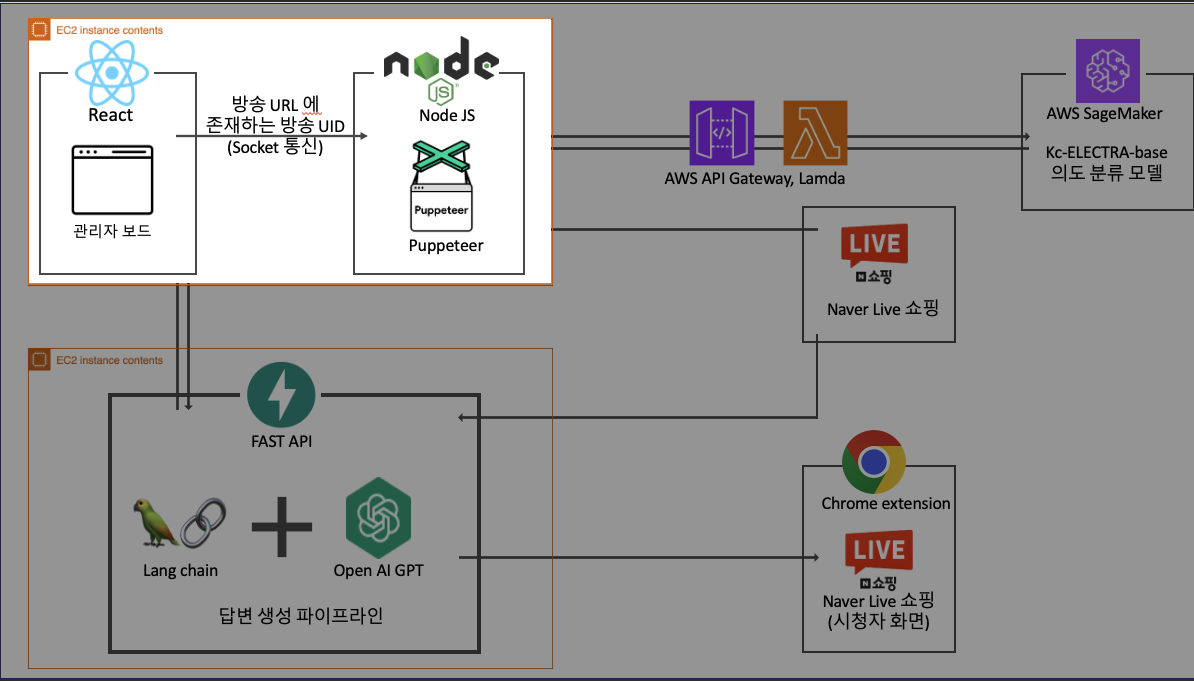 EC2 instance contents
React
관리자 보드
방송 URL 에
존재하는 방송 UID
(Socket 통신)
node
JS
Node JS
Puppeteer
Puppeteer
AWS API Gateway, Lamda
AWS SageMaker
Kc-ELECTRA-base
의도 분류 모델
LIVE
N쇼핑
Naver Live 쇼핑
EC2 instance contents
FAST API
Lang chain
Open AI GPT
답변 생성 파이프라인
Chrome extension
LIVE
N쇼핑
Naver Live 쇼핑
(시청자 화면)